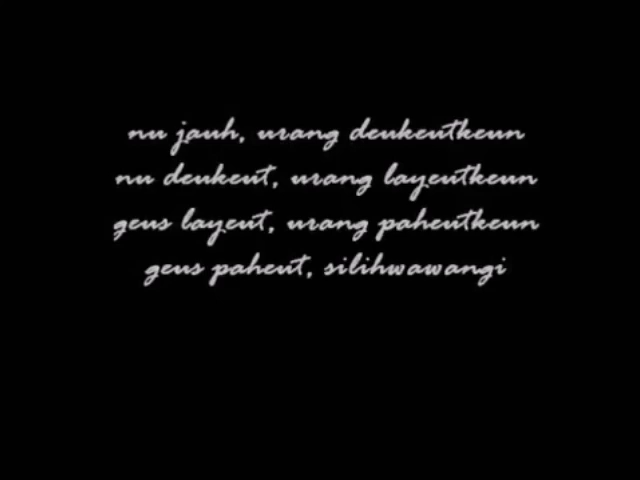 nu jauh, urang deukeutkeun
nu deukeut, urang layeutkeun
geus layeut, urang paheutkeun
geus paheut, silihwawangi